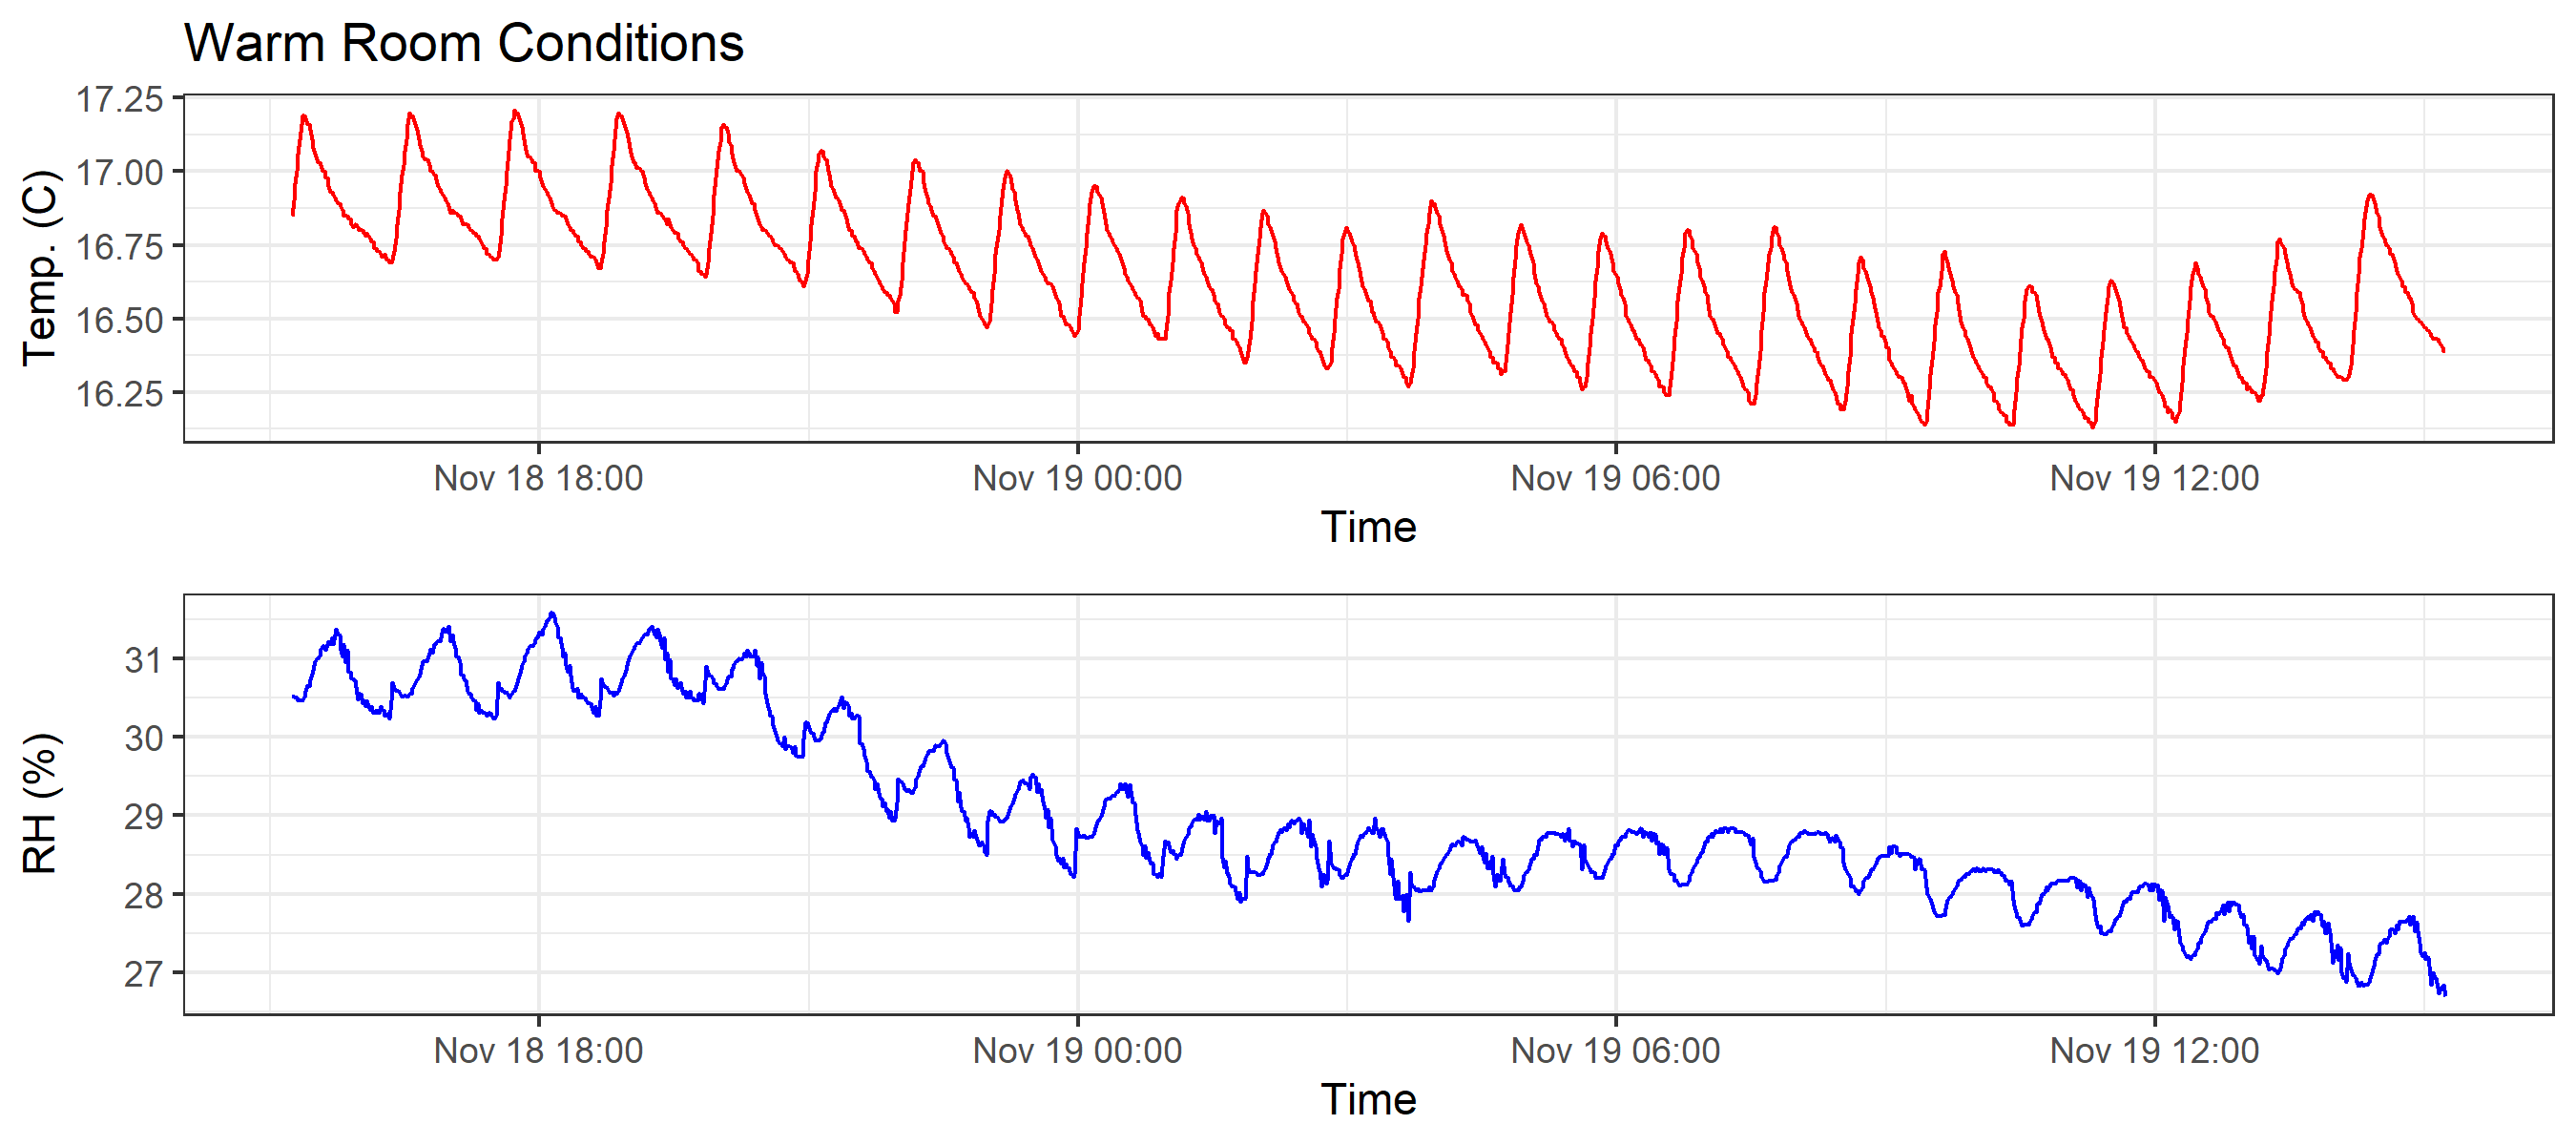 Warm Room Conditions
Temp. (C)
17.25
17.00
16.75
16.50
16.25
Nov 18 18:00 Nov 19 00:00 Nov 19 06:00 Nov 19 12:00
Time
RH (%)
31
30
29
28
27
Nov 18 18:00 Nov 19 00:00 Nov 19 06:00 Nov 19 12:00
Time